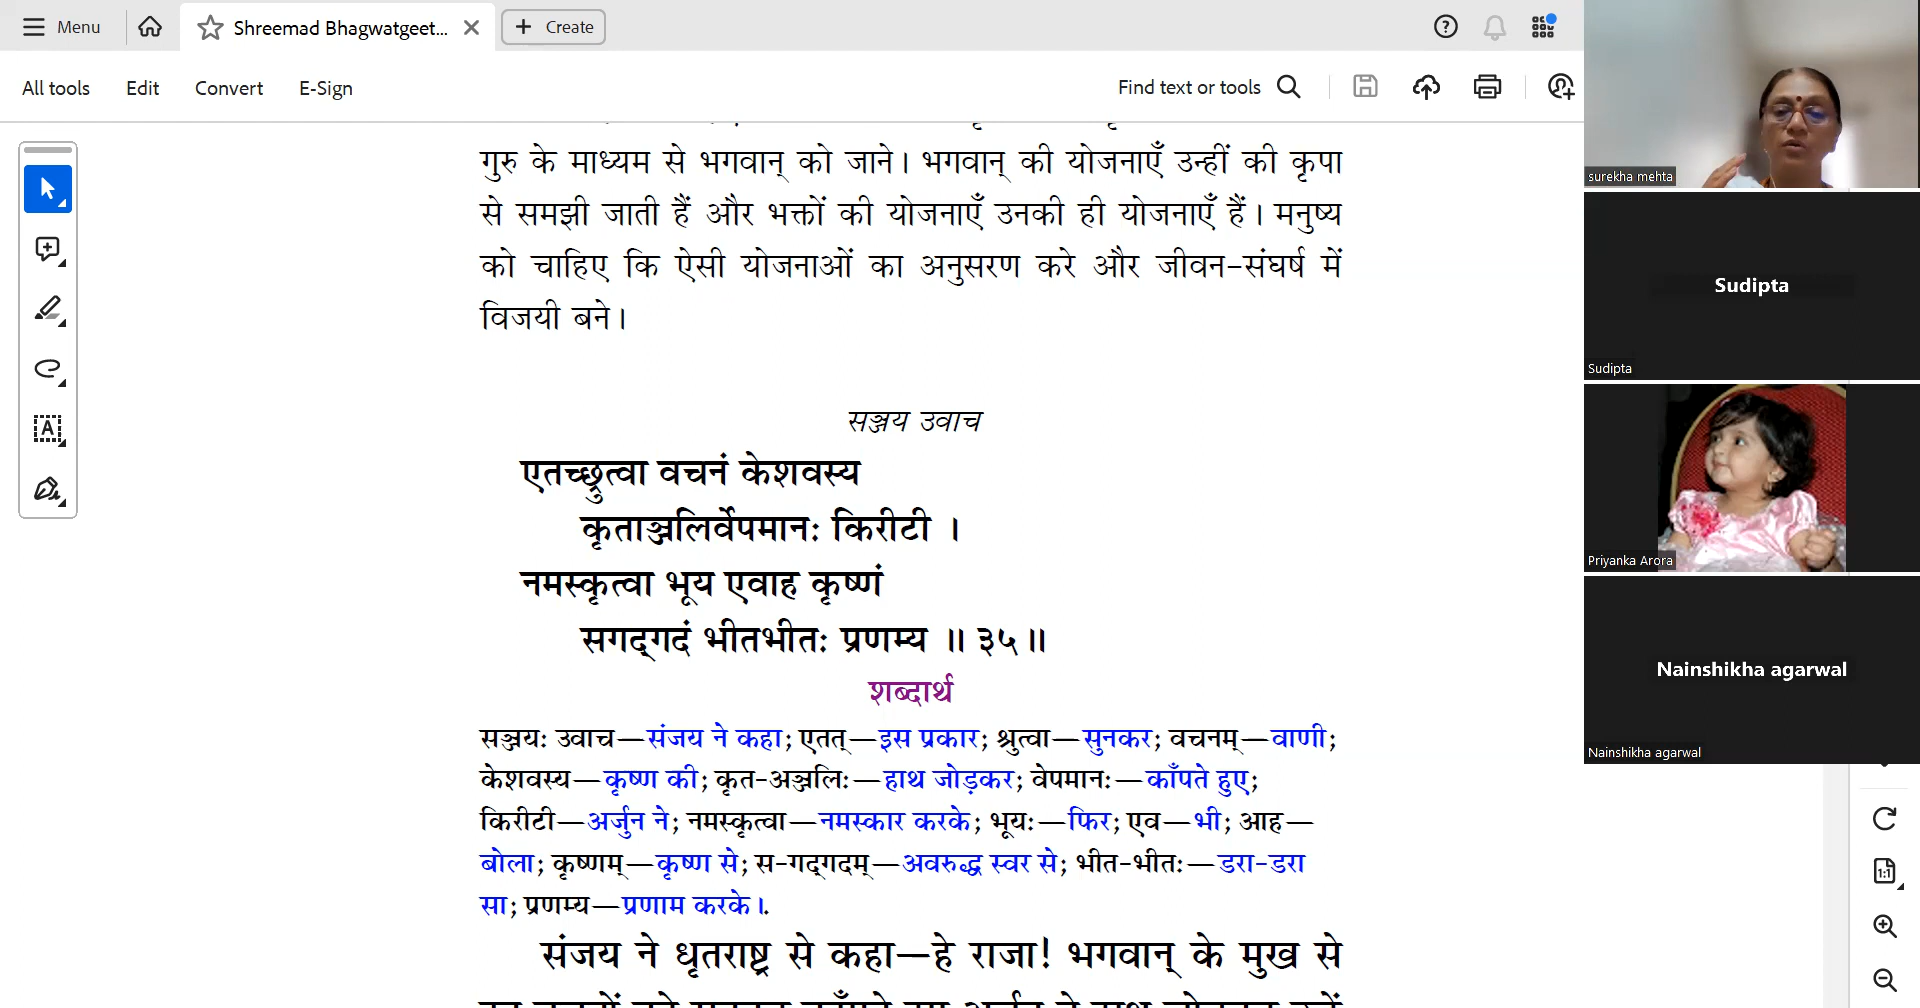 Menu
Shreemad Bhagwatgeet...
Create
All tools
Edit
Convert
E-Sign
Find text or tools
गुरु के माध्यम से भगवान् को जाने। भगवान् की योजनाएँ उन्हीं की कृपा
से समझी जाती हैं और भक्तों की योजनाएँ उनकी ही योजनाएँ हैं। मनुष्य
को चाहिए कि ऐसी योजनाओं का अनुसरण करे और जीवन-संघर्ष में
विजयी बने।
सञ्जय उवाच
एतच्छ्रुत्वा वचनं केशवस्य
कृताञ्जलिर्वेपमानः किरीटी ।
नमस्कृत्वा भूय एवाह कृष्णं
सगद्गदं भीतभीतः प्रणम्य ॥ ३५॥
शब्दार्थ
सञ्जयः उवाच—संजय ने कहा; एतत्—इस प्रकार; श्रुत्वा—सुनकर; वचनम्—वाणी;
केशवस्य—कृष्ण की; कृत-अञ्जलिः—हाथ जोड़कर; वेपमानः—काँपते हुए;
किरीटी—अर्जुन ने; नमस्कृत्वा—नमस्कार करके; भूयः—फिर; एव—भी; आह—
बोला; कृष्णम्—कृष्ण से; स-गद्गदम्—अवरुद्ध स्वर से; भीत-भीतः—डरा-डरा
सा; प्रणम्य—प्रणाम करके।.
संजय ने धृतराष्ट्र से कहा—हे राजा! भगवान् के मुख से
surekha mehta
Sudipta
Sudipta
Priyanka Arora
Nainshikha agarwal
Nainshikha agarwal
1:1